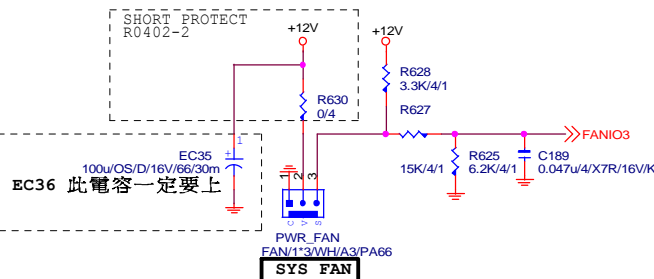 SHORT PROTECT
R0402-2
+12V
+12V
R628
3.3K/4/1
R630
0/4
R627
FANIO3
1
+
EC35
100u/OS/D/16V/66/30m
15K/4/1
R625
6.2K/4/1
C189
0.047u/4/X7R/16V/K
EC36 此電容一定要上
1
2
3
C
V
S
PWR_FAN
FAN/1*3/WH/A3/PA66
SYS FAN